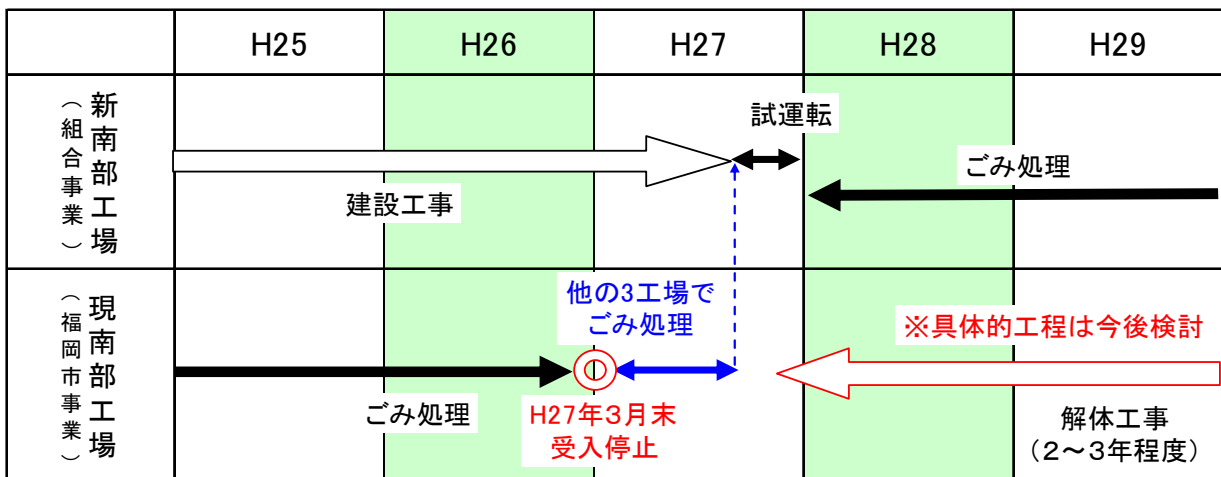 H25 H26 H27 H28 H29
新南部工場
（組合事業）
試運転
ごみ処理
建設工事
現南部工場
（福岡市事業）
他の3工場で
ごみ処理
※具体的工程は今後検討
ごみ処理
H27年３月末
受入停止
解体工事
（２～３年程度）